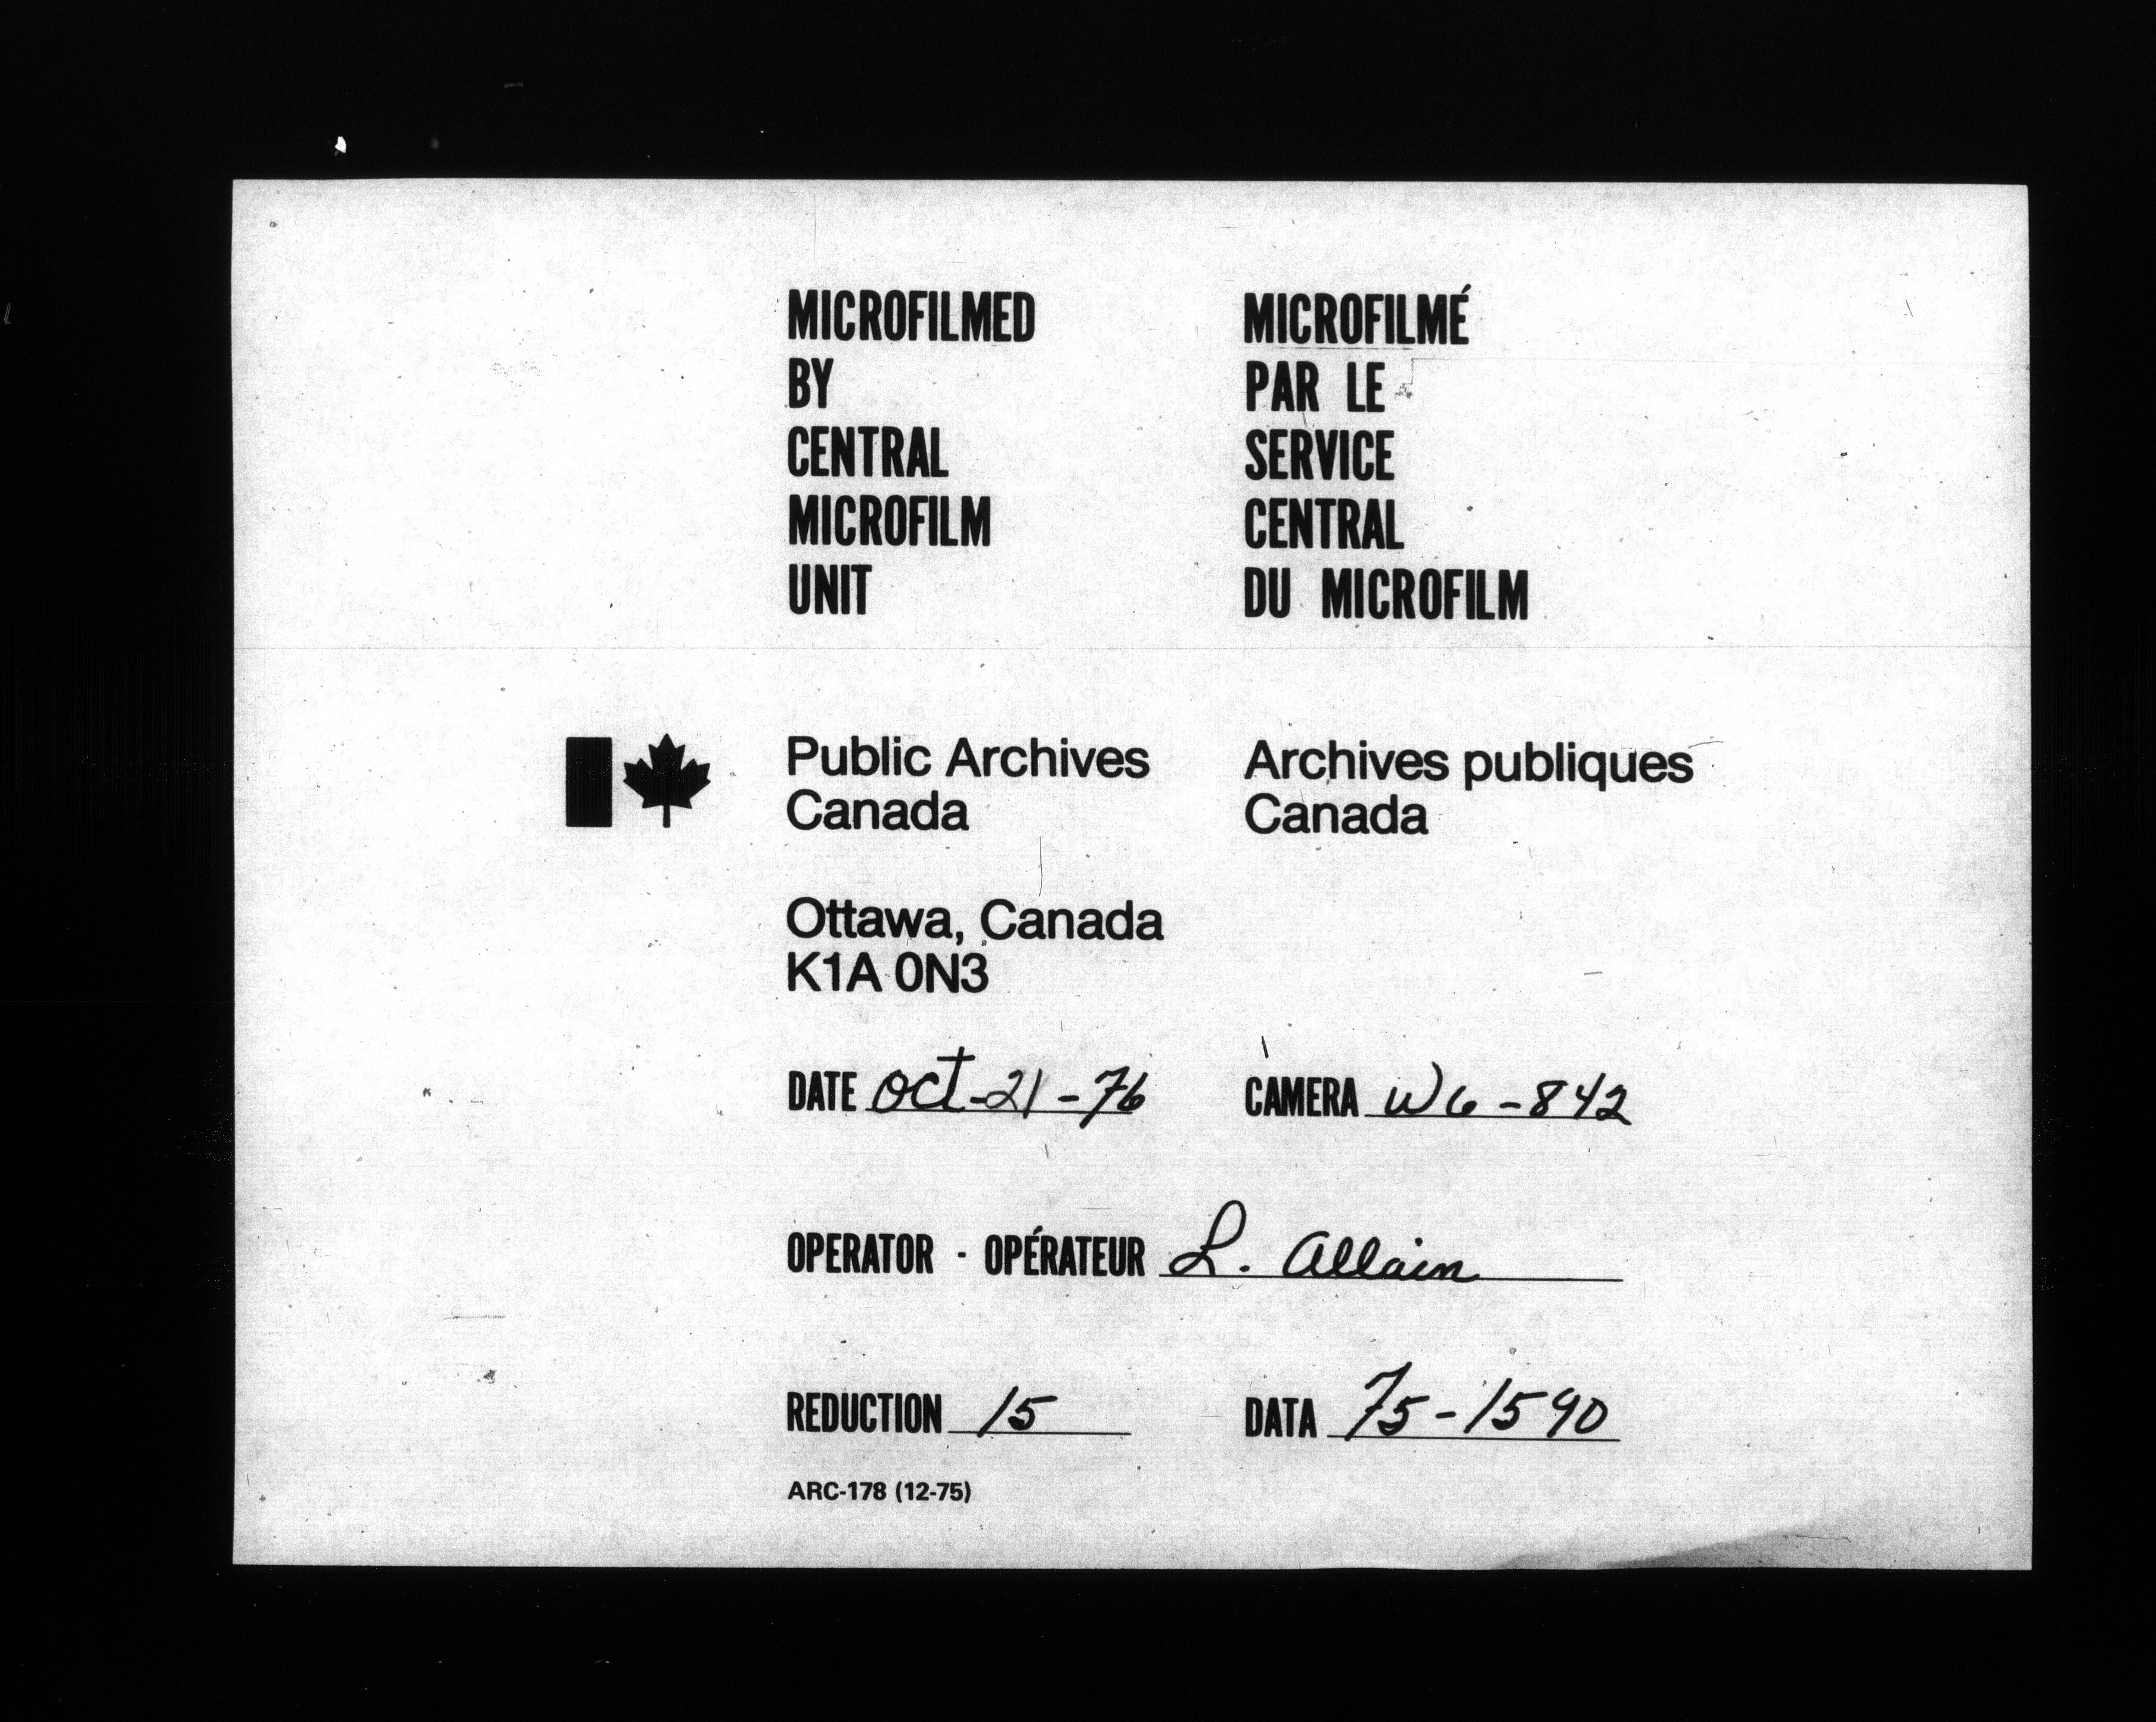 MICROFILMED
BY
CENTRAL
MICROFILM
UNIT
MICROFILMÉ
PAR LE
SERVICE
CENTRAL
DU MICROFILM
Public Archives
Canada
Archives publiques
Canada
Ottawa, Canada
K1A 0N3
DATE oct-21-76
CAMERA W6-842
OPERATOR - OPÉRATEUR L. Allain
REDUCTION 15
DATA 75-1590
ARC-178 (12-75)